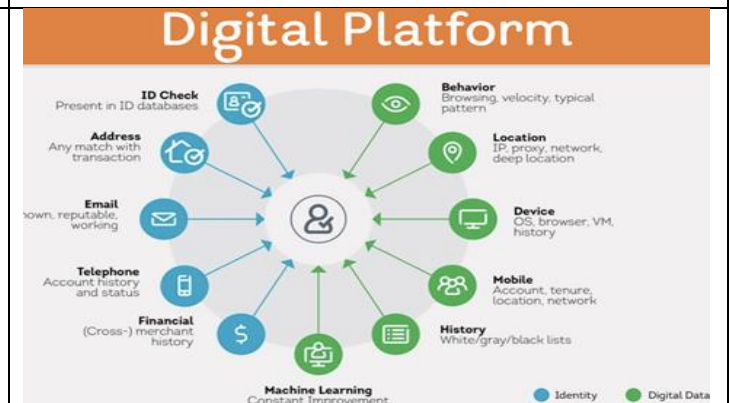 Digital Platform
ID Check
Present in ID databases
Address
Any match with
transaction
Email
reputable,
working
Telephone
Account history
and status
Financial
(Cross-) merchant
history
Machine Learning
Constant Improvement
Behavior
Browsing, velocity, typical
pattern
Location
IP, proxy, network,
deep location
Device
OS, browser, VM,
history
Mobile
Account, tenure,
location, network
History
White/gray/black lists
Identity
Digital Data